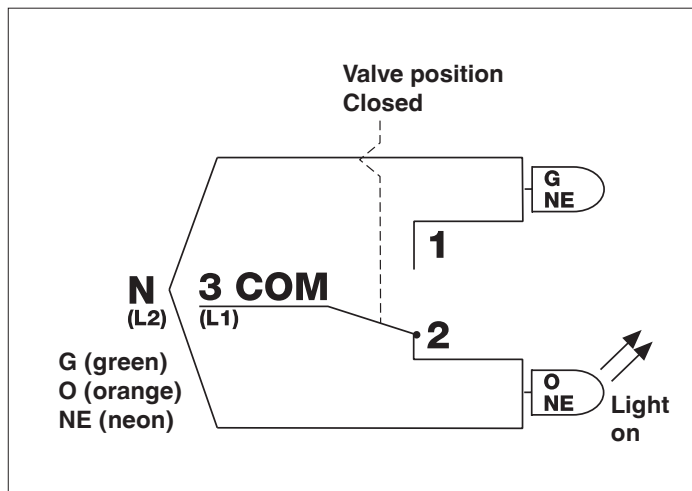 Valve position
Closed
G
NE
1
N
(L2)
3 COM
(L1)
2
G (green)
O (orange)
NE (neon)
O
NE
Light
on